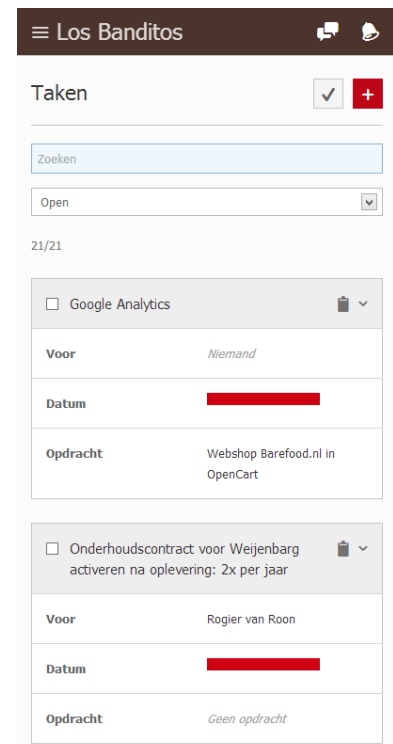 Los Banditos
Taken
Zoeken
Open
21/21
Google Analytics
Voor Niemand
Datum
Opdracht Webshop Barefood.nl in
OpenCart
Onderhoudscontract voor Weijenbarg
activeren na oplevering: 2x per jaar
Voor Rogier van Roon
Datum
Opdracht Geen opdracht